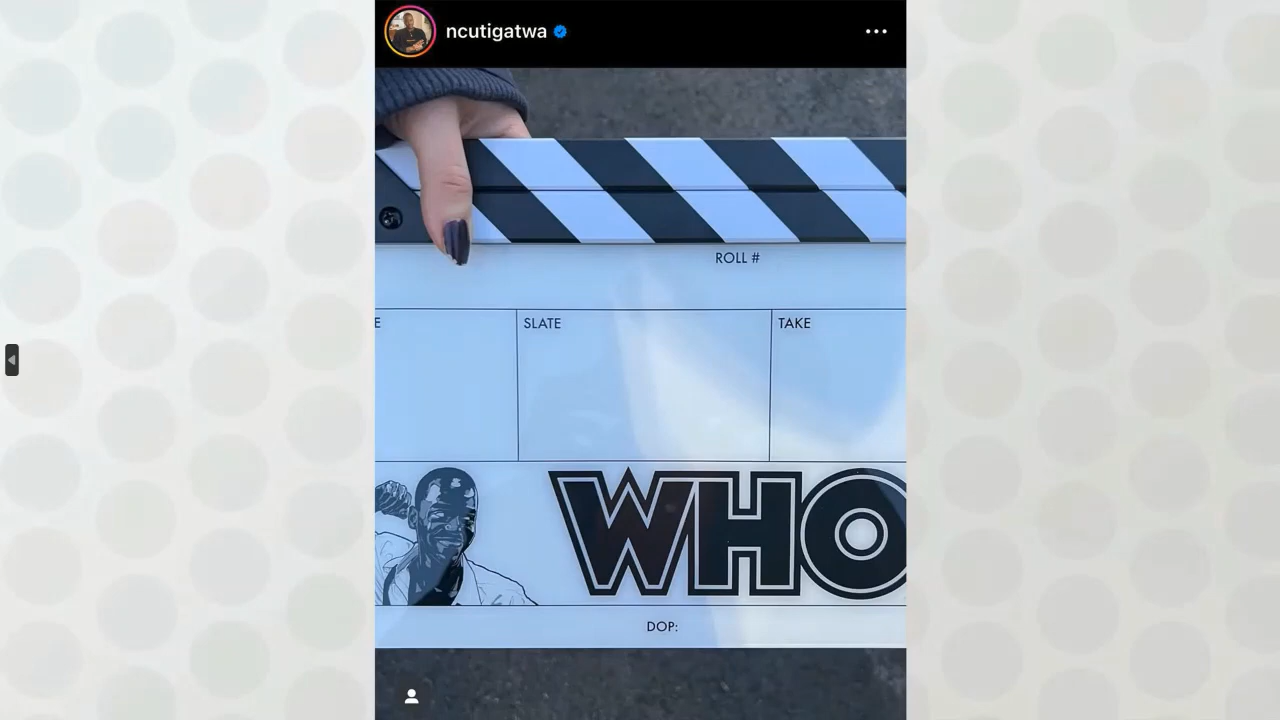 ncutigatwa
ROLL #
E
SLATE
TAKE
WHO
DOP: